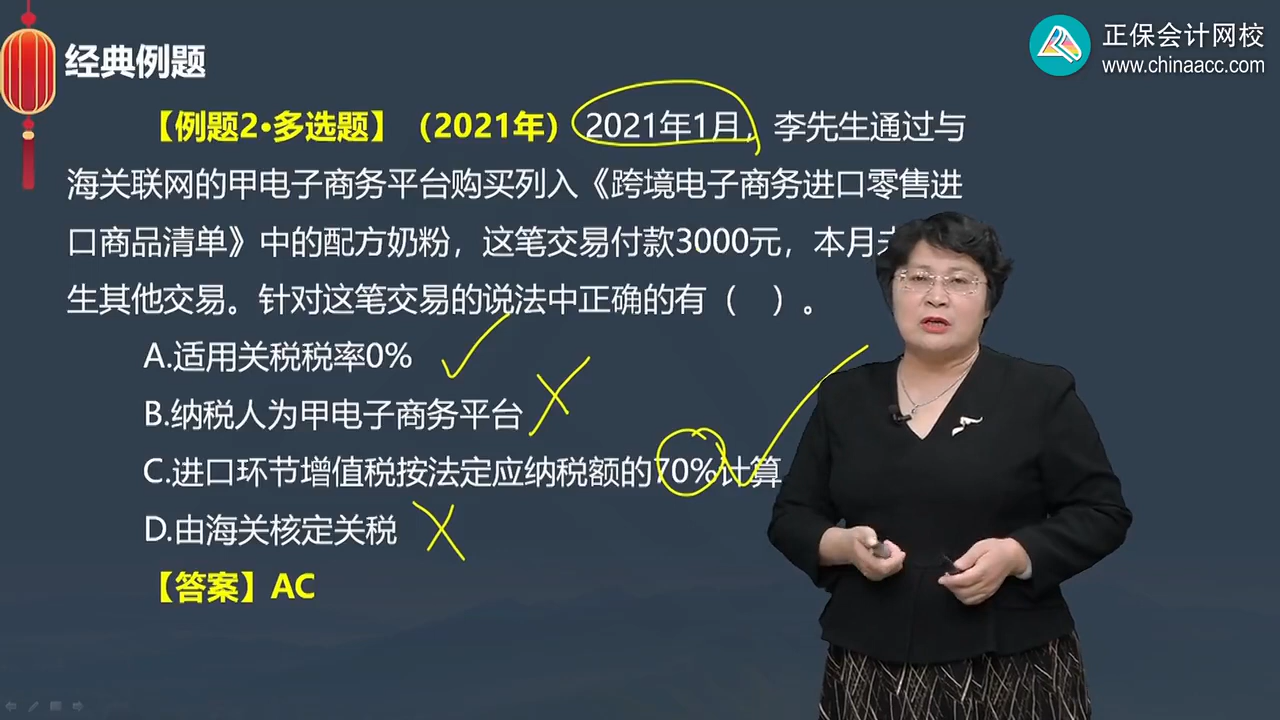 正保会计网校
www.chinaacc.com
经典例题
【例题2·多选题】（2021年）2021年1月，李先生通过与
海关联网的甲电子商务平台购买列入《跨境电子商务进口零售进
口商品清单》中的配方奶粉，这笔交易付款3000元，本月
生其他交易。针对这笔交易的说法中正确的有（ ）。
A.适用关税税率0%
B.纳税人为甲电子商务平台
C.进口环节增值税按法定应纳税额的70%计算
D.由海关核定关税
【答案】AC